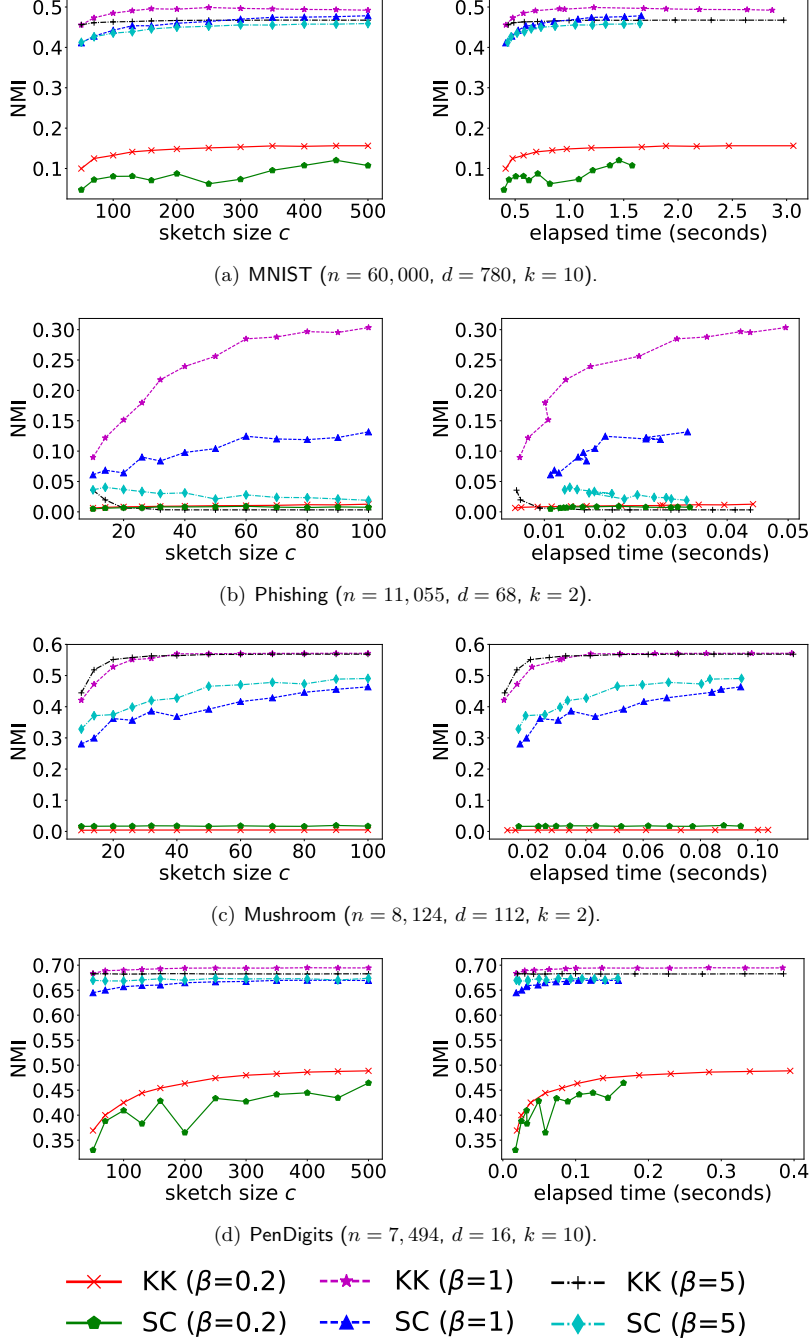 0.5
0.4
0.3
0.2
0.1
NMI
100 200 300 400 500
sketch size c
0.5
0.4
0.3
0.2
0.1
NMI
0.5 1.0 1.5 2.0 2.5 3.0
elapsed time (seconds)
(a) MNIST (n = 60,000, d = 780, k = 10).
0.30
0.25
0.20
0.15
0.10
0.05
0.00
NMI
20 40 60 80 100
sketch size c
0.30
0.25
0.20
0.15
0.10
0.05
0.00
NMI
0.01 0.02 0.03 0.04 0.05
elapsed time (seconds)
(b) Phishing (n = 11,055, d = 68, k = 2).
0.6
0.5
0.4
0.3
0.2
0.1
0.0
NMI
20 40 60 80 100
sketch size c
0.6
0.5
0.4
0.3
0.2
0.1
0.0
NMI
0.02 0.04 0.06 0.08 0.10
elapsed time (seconds)
(c) Mushroom (n = 8,124, d = 112, k = 2).
0.70
0.65
0.60
0.55
0.50
0.45
0.40
0.35
NMI
100 200 300 400 500
sketch size c
0.70
0.65
0.60
0.55
0.50
0.45
0.40
0.35
NMI
0.0 0.1 0.2 0.3 0.4
elapsed time (seconds)
(d) PenDigits (n = 7,494, d = 16, k = 10).
KK (β=0.2) KK (β=1) KK (β=5)
SC (β=0.2) SC (β=1) SC (β=5)